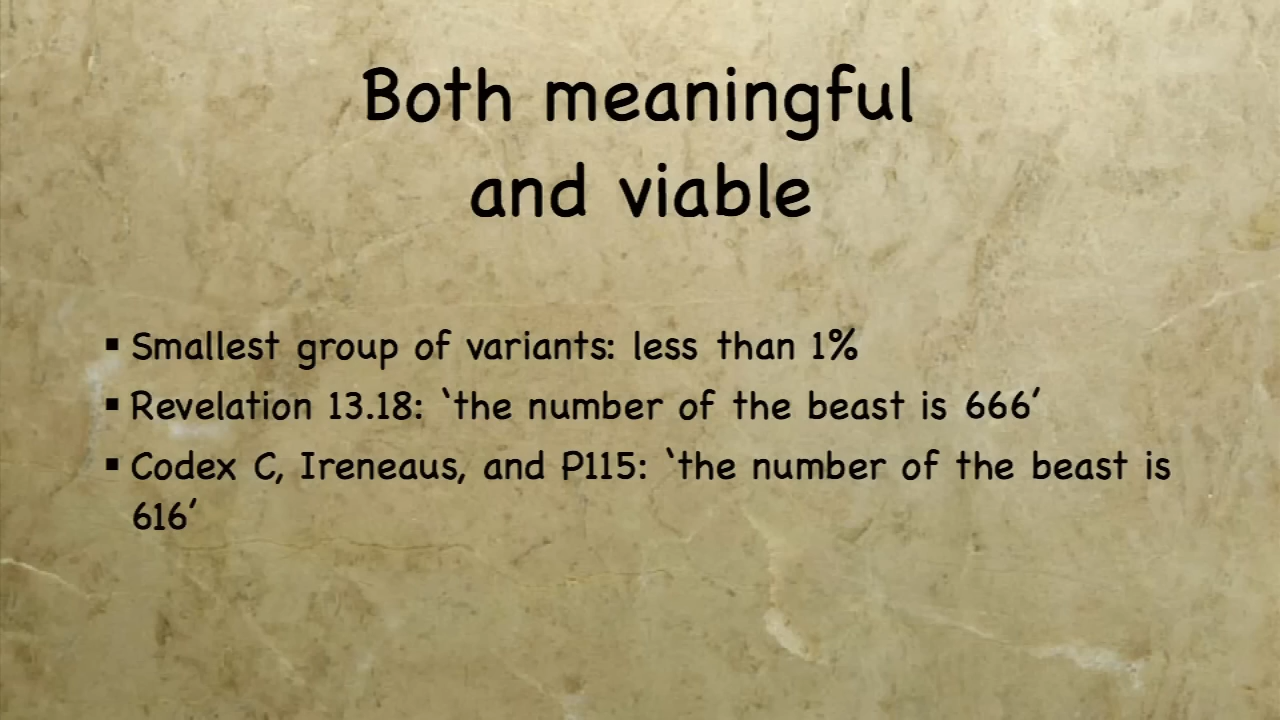 Both meaningful
and viable
▪ Smallest group of variants: less than 1%
▪ Revelation 13.18: ‘the number of the beast is 666’
▪ Codex C, Ireneaus, and P115: ‘the number of the beast is
616’